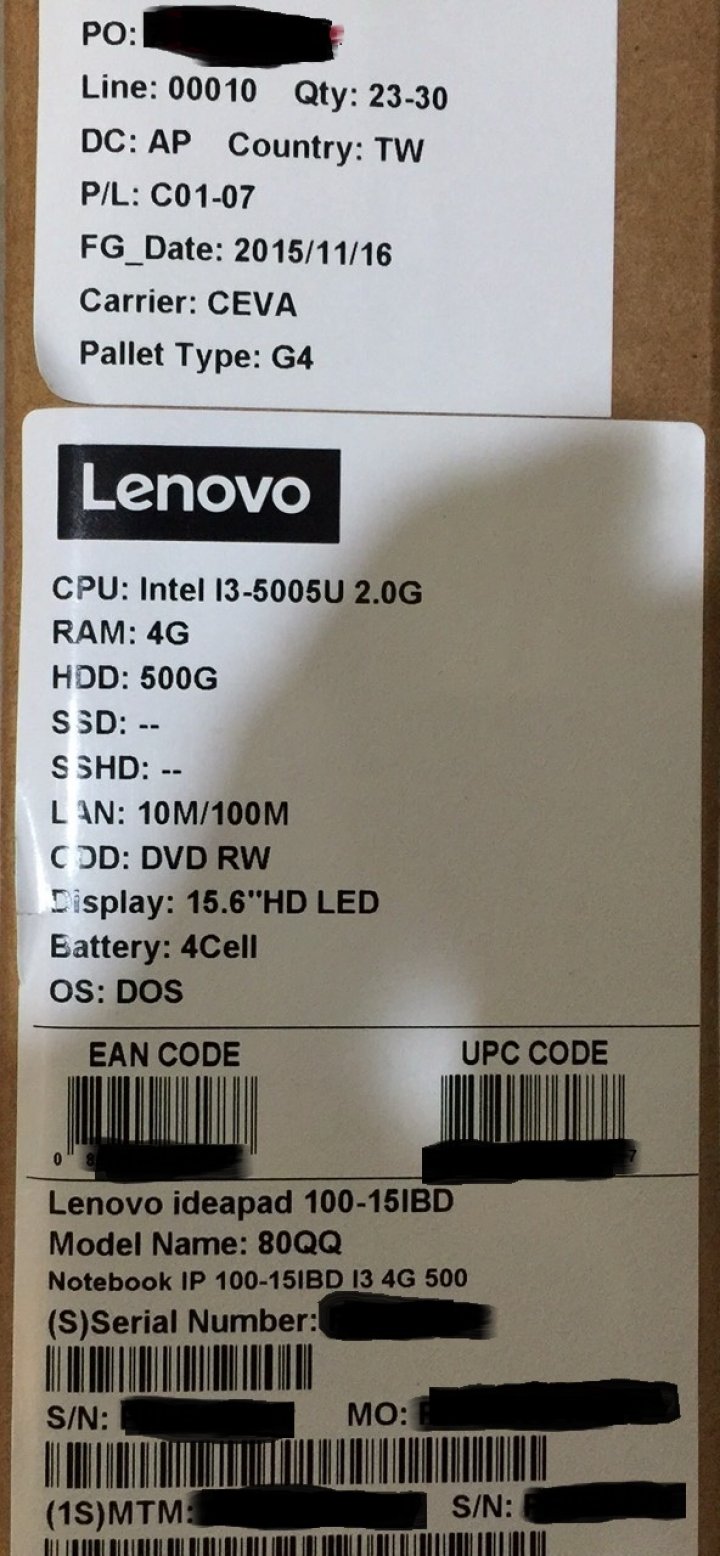 PO:
Line: 00010 Qty: 23-30
DC: AP Country: TW
P/L: C01-07
FG_Date: 2015/11/16
Carrier: CEVA
Pallet Type: G4
Lenovo
CPU: Intel I3-5005U 2.0G
RAM: 4G
HDD: 500G
SSD: --
SSHD: --
LAN: 10M/100M
ODD: DVD RW
Display: 15.6"HD LED
Battery: 4Cell
OS: DOS
EAN CODE UPC CODE
0 8 7
Lenovo ideapad 100-15IBD
Model Name: 80QQ
Notebook IP 100-15IBD I3 4G 500
(S)Serial Number:
S/N: MO:
(1S)MTM: S/N: